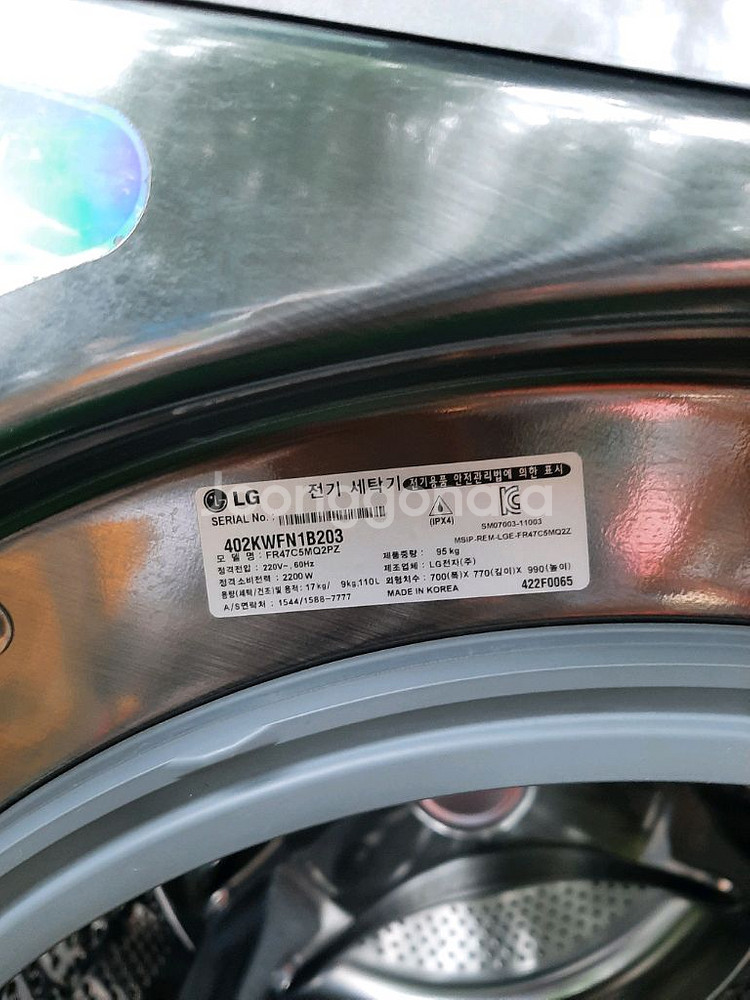 LG 전기 세탁기 전기용품 안전관리법에 의한 표시
joonggonara
SERIAL No. :
(IPX4)
SM07003-11003
402KWFN1B203
MSIP-REM-LGE-FR47C5MQ2Z
모 델 명 : FR47C5MQ2PZ
제품중량 : 95 kg
정격전압 : 220V~, 60Hz
제조업체 : LG전자(주)
정격 소비전력 : 2200 W
외형치수 : 700(폭)X 770(깊이)X 990(높이)
용량(세탁/건조)및 용적: 17kg/ 9kg,110L
MADE IN KOREA
422F0065
A/S연락처 : 1544/1588-7777